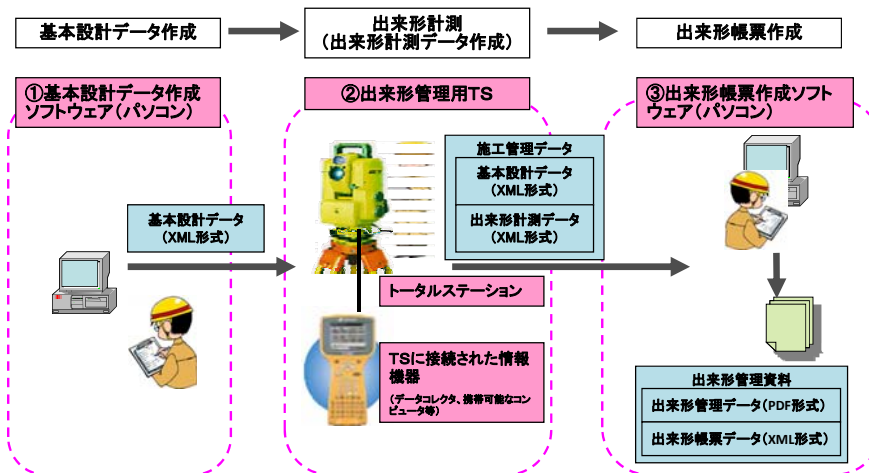 基本設計データ作成
出来形計測
(出来形計測データ作成)
出来形帳票作成
①基本設計データ作成
ソフトウェア(パソコン)
②出来形管理用TS
③出来形帳票作成ソフト
ウェア(パソコン)
施工管理データ
基本設計データ
(XML形式)
出来形計測データ
(XML形式)
基本設計データ
(XML形式)
トータルステーション
TSに接続された情報
機器
(データコレクタ、携帯可能なコン
ピュータ等)
出来形管理資料
出来形管理データ(PDF形式)
出来形帳票データ(XML形式)